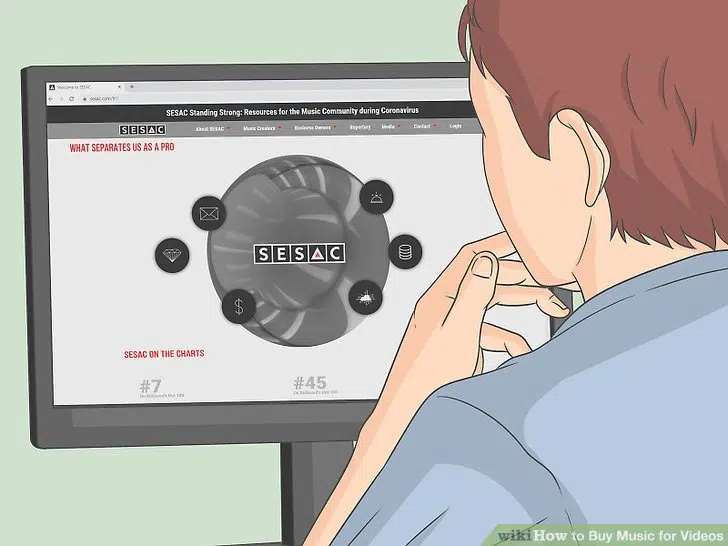 Welcome to SESAC
sesac.com/#!/
SESAC Standing Strong: Resources for the Music Community during Coronavirus
SESAC About SESAC Music Creators Business Owners Repertory Media Contact Login
WHAT SEPARATES US AS A PRO
SESAC
$
SESAC ON THE CHARTS
#7 #45
On Billboard's Hot 100 On Billboard's Hot 100
wikiHow to Buy Music for Videos